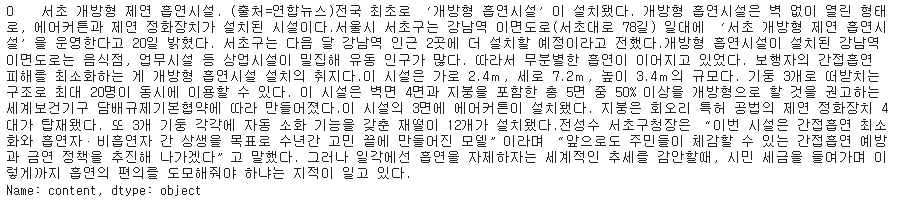 0   서초 개방형 제연 흡연시설. (출처=연합뉴스)전국 최초로 ‘개방형 흡연시설’이 설치됐다. 개방형 흡연시설은 벽 없이 열린 형태
로, 에어커튼과 제연 정화장치가 설치된 시설이다.서울시 서초구는 강남역 이면도로(서초대로 78길) 일대에 ‘서초 개방형 제연 흡연시
설’을 운영한다고 20일 밝혔다. 서초구는 다음 달 강남역 인근 2곳에 더 설치할 예정이라고 전했다.개방형 흡연시설이 설치된 강남역
이면도로는 음식점, 업무시설 등 상업시설이 밀집해 유동 인구가 많다. 따라서 무분별한 흡연이 이어지고 있었다. 보행자의 간접흡연
피해를 최소화하는 게 개방형 흡연시설 설치의 취지다.이 시설은 가로 2.4m, 세로 7.2m, 높이 3.4m의 규모다. 기둥 3개로 떠받치는
구조로 최대 20명이 동시에 이용할 수 있다. 이 시설은 벽면 4면과 지붕을 포함한 총 5면 중 50%이상을 개방형으로 할 것을 권고하는
세계보건기구 담배규제기본협약에 따라 만들어졌다.이 시설의 3면에 에어커튼이 설치됐다. 지붕은 회오리 특허 공법의 제연 정화장치 4
대가 탑재됐다. 또 3개 기둥 각각에 자동 소화 기능을 갖춘 재떨이 12개가 설치됐다.전성수 서초구청장은 “이번 시설은 간접흡연 최소
화와 흡연자·비흡연자 간 상생을 목표로 수년간 고민 끝에 만들어진 모델”이라며 “앞으로도 주민들이 체감할 수 있는 간접흡연 예방
과 금연 정책을 추진해 나가겠다”고 말했다. 그러나 일각에선 흡연을 자제하자는 세계적인 추세를 감안할때, 시민 세금을 들여가며 이
렇게까지 흡연의 편의를 도모해줘야 하냐는 지적이 일고 있다.
Name: content, dtype: object